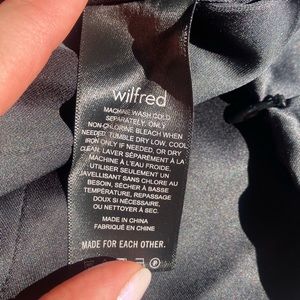 wilfred
MACHINE WASH COLD
SEPARATELY, ONLY
NON-CHLORINE BLEACH WHEN
NEEDED, TUMBLE DRY LOW, COOL
IRON ONLY IF NEEDED, OR DRY
CLEAN. LAVER SÉPARÉMENT À LA
MACHINE À L'EAU FROIDE.
UTILISER SEULEMENT UN
JAVELLISANT SANS CHLORE AU
BESOIN, SÉCHER À BASSE
TEMPÉRATURE, REPASSAGE
DOUX SI NÉCESSAIRE,
OU NETTOYER À SEC.
MADE IN CHINA
FABRIQUÉ EN CHINE
MADE FOR EACH OTHER.